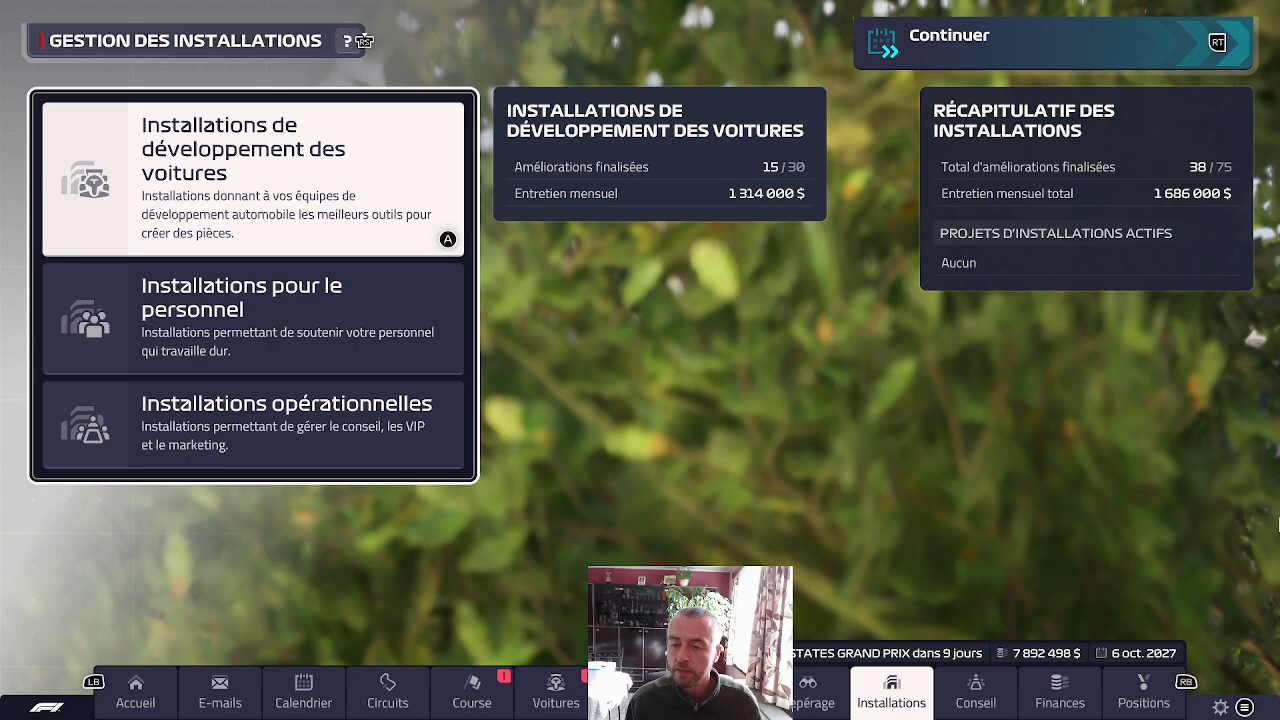 GESTION DES INSTALLATIONS
? RS
Continuer
RT
Installations de
développement des
voitures
Installations donnant à vos équipes de
développement automobile les meilleurs outils pour
créer des pièces.
A
Installations pour le
personnel
Installations permettant de soutenir votre personnel
qui travaille dur.
Installations opérationnelles
Installations permettant de gérer le conseil, les VIP
et le marketing.
INSTALLATIONS DE
DÉVELOPPEMENT DES VOITURES
Améliorations finalisées 15 / 30
Entretien mensuel 1 314 000 $
RÉCAPITULATIF DES
INSTALLATIONS
Total d'améliorations finalisées 38 / 75
Entretien mensuel total 1 686 000 $
PROJETS D'INSTALLATIONS ACTIFS
Aucun
STATES GRAND PRIX dans 9 jours 7 892 498 $ 6 oct. 2027
LB Accueil E-mails Calendrier Circuits Course ! Voitures pérage Installations Conseil Finances Positions RB
F1